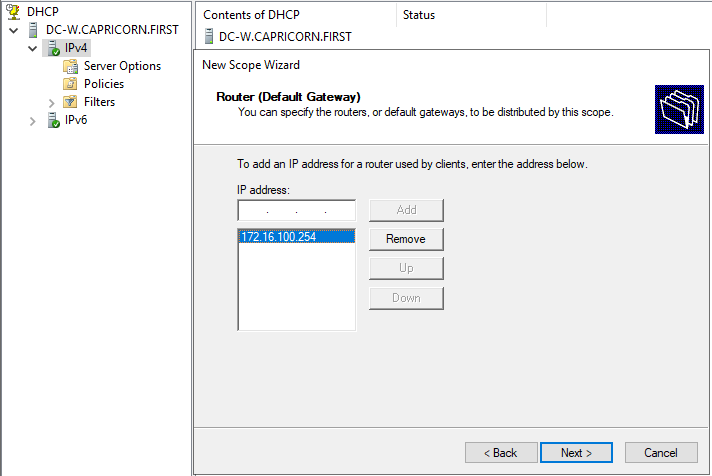 DHCP
DC-W.CAPRICORN.FIRST
IPv4
Server Options
Policies
Filters
IPv6
Contents of DHCP Status
DC-W.CAPRICORN.FIRST
New Scope Wizard
Router (Default Gateway)
You can specify the routers, or default gateways, to be distributed by this scope.
To add an IP address for a router used by clients, enter the address below.
IP address:
. . . Add
172.16.100.254 Remove
Up
Down
< Back Next > Cancel